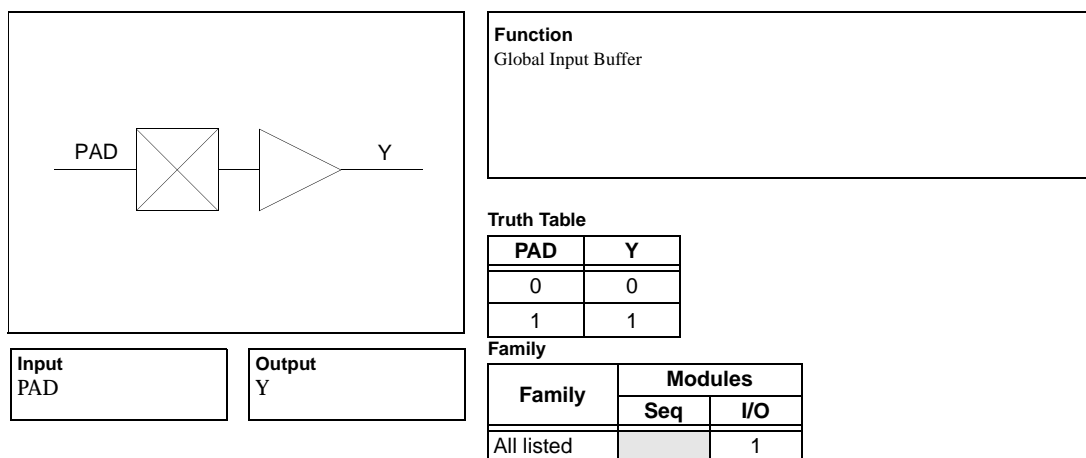 PAD Y
Function
Global Input Buffer
Truth Table
PAD Y
0 0
1 1
Input
PAD
Output
Y
Family
Family Modules
Seq I/O
All listed 1